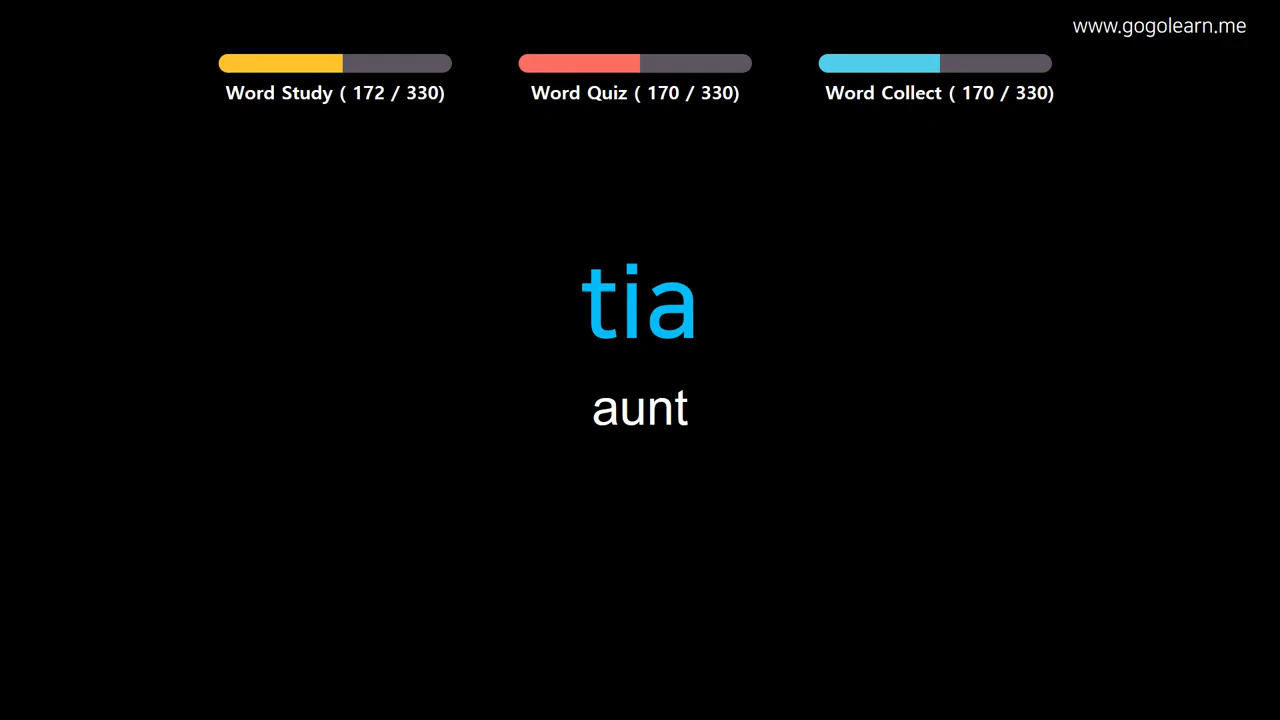 www.gogolearn.me
Word Study ( 172 / 330)
Word Quiz ( 170 / 330)
Word Collect ( 170 / 330)
tia
aunt